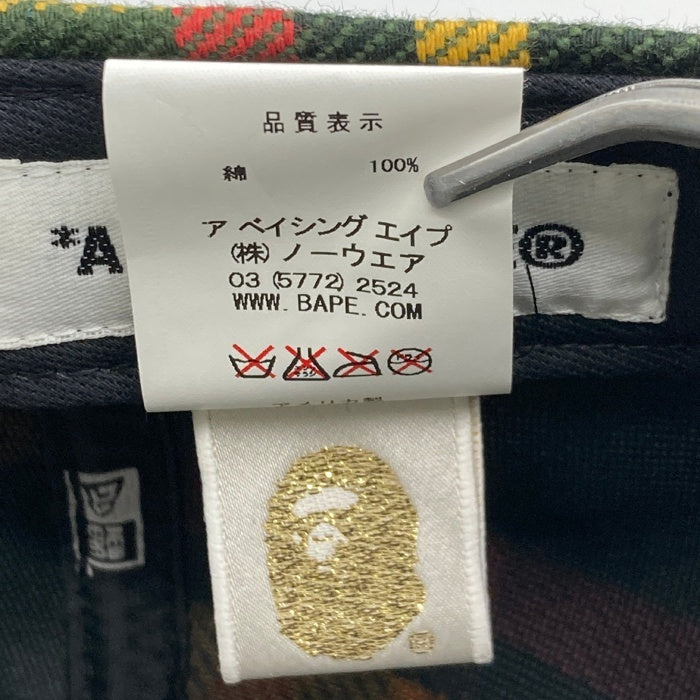 品質表示
綿 100%
ア ベイシング エイプ
(株) ノーウエア
03 (5772) 2524
WWW. BAPE. COM
*A
®